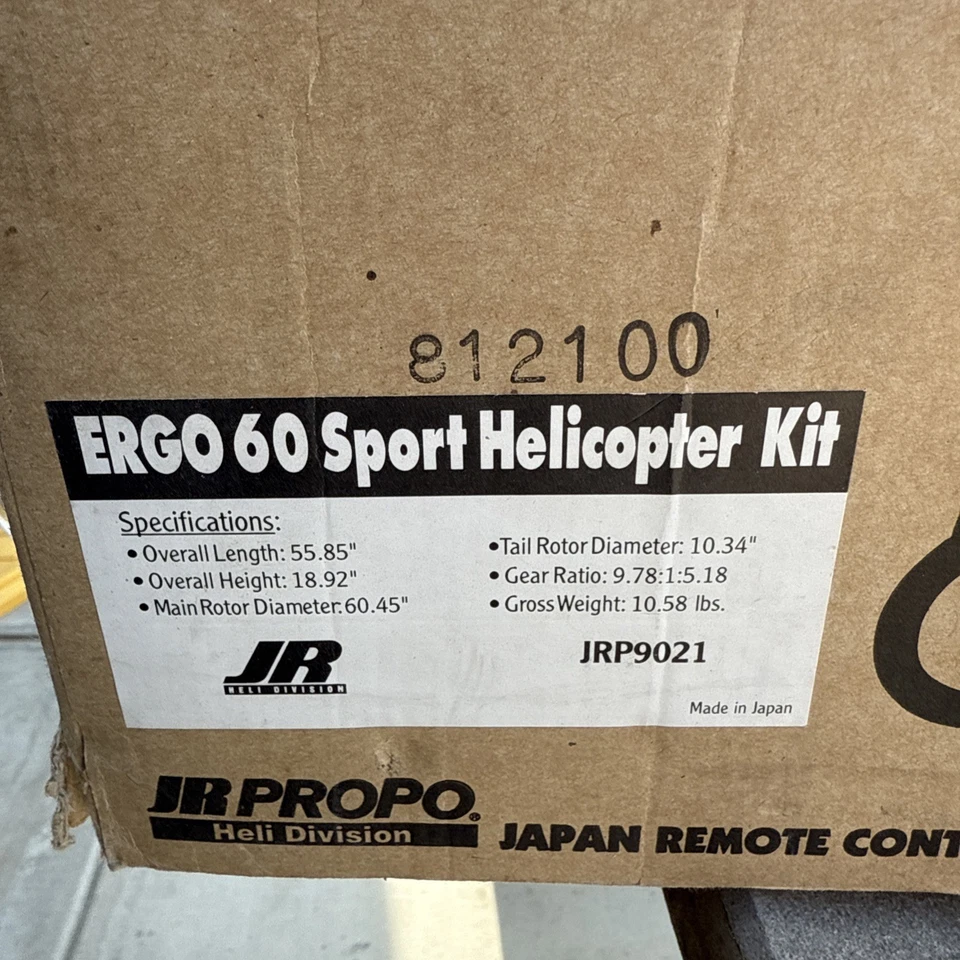 812100
ERGO 60 Sport Helicopter Kit
Specifications:
• Overall Length: 55.85"
• Overall Height: 18.92"
• Main Rotor Diameter: 60.45"
• Tail Rotor Diameter: 10.34"
• Gear Ratio: 9.78:1:5.18
• Gross Weight: 10.58 lbs.
JR
HELI DIVISION
JRP9021
Made in Japan
JR PROPO®
Heli Division
JAPAN REMOTE CONT